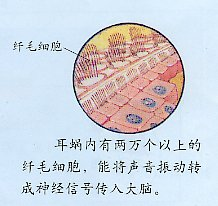 纤毛细胞
耳蜗内有两万个以上的
纤毛细胞，能将声音振动转
成神经信号传入大脑。